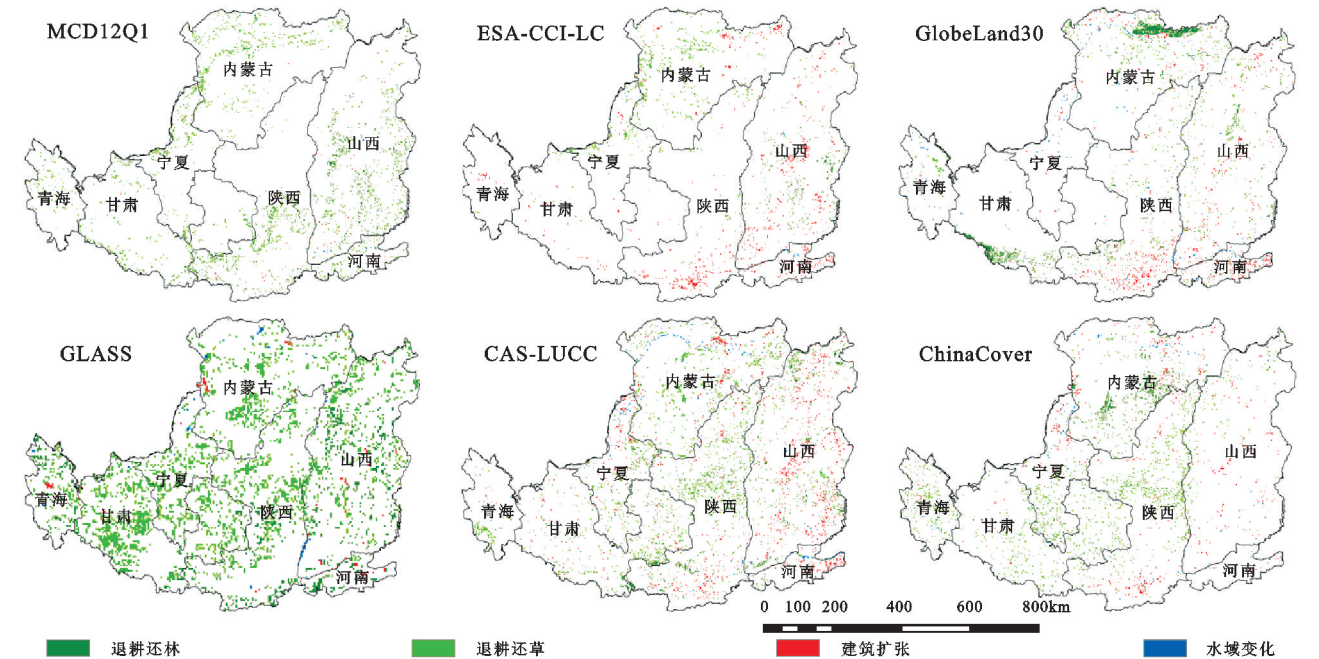 MCD12Q1
内蒙古
山西
宁夏
青海
甘肃
陕西
河南
ESA-CCI-LC
内蒙古
山西
宁夏
青海
甘肃
陕西
河南
GlobeLand30
内蒙古
山西
宁夏
青海
甘肃
陕西
河南
GLASS
内蒙古
山西
宁夏
青海
甘肃
陕西
河南
CAS-LUCC
内蒙古
山西
宁夏
青海
甘肃
陕西
河南
ChinaCover
内蒙古
山西
宁夏
青海
甘肃
陕西
河南
0 100 200 400 600 800km
退耕还林 退耕还草 建筑扩张 水域变化